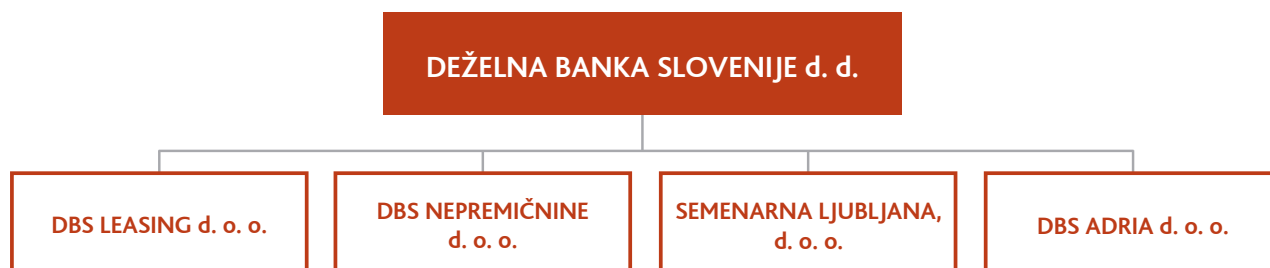 DEŽELNA BANKA SLOVENIJE d. d.
DBS LEASING d. o. o.
DBS NEPREMIČNINE
d. o. o.
SEMENARNA LJUBLJANA,
d. o. o.
DBS ADRIA d. o. o.